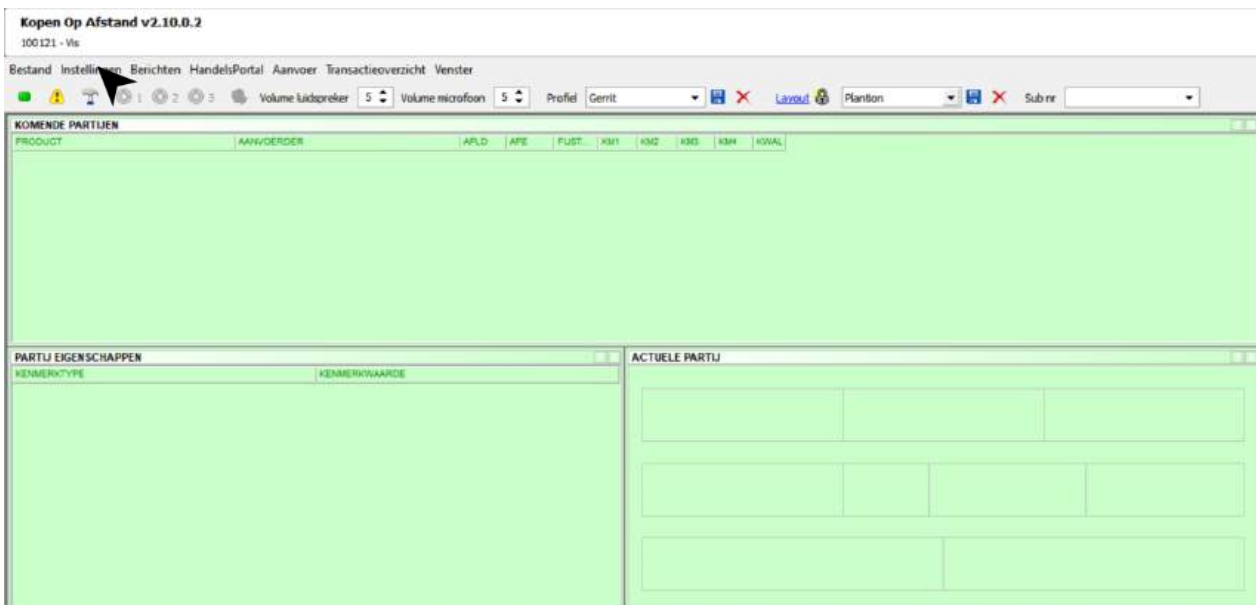 Kopen Op Afstand v2.10.0.2
100121 - Vis
Bestand Instellingen Berichten HandelsPortal Aanvoer Transactieoverzicht Venster
1 2 3 Volume luidspreker 5 Volume microfoon 5 Profiel Gerrit Layout Plantion Sub nr
KOMENDE PARTIJEN
PRODUCT AANVOERDER AFLD APE FUST... KM1 KM2 KM3 KM4 KWAL
PARTIJ EIGENSCHAPPEN ACTUELE PARTIJ
KENMERKTYPE KENMERKWAARDE